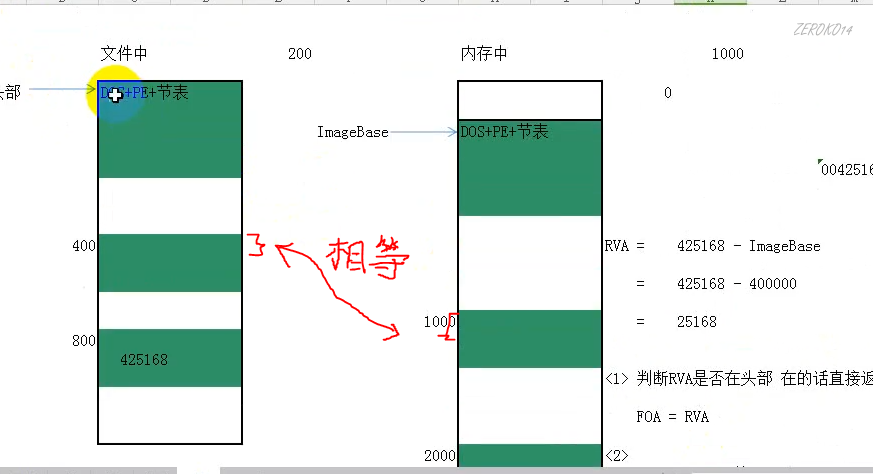 ZEROK014
文件中
200
内存中
1000
头部
DOS+PE+节表
0
ImageBase
DOS+PE+节表
0042516
400
相等
RVA = 425168 - ImageBase
= 425168 - 400000
1000
= 25168
800
425168
<1> 判断RVA是否在头部 在的话直接返
FOA = RVA
2000
<2>